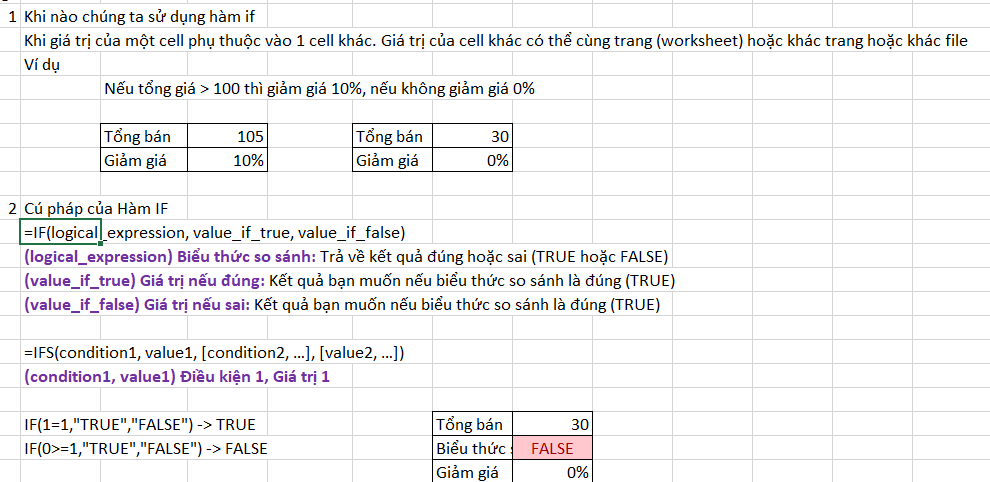 1 Khi nào chúng ta sử dụng hàm if
Khi giá trị của một cell phụ thuộc vào 1 cell khác. Giá trị của cell khác có thể cùng trang (worksheet) hoặc khác trang hoặc khác file
Ví dụ
Nếu tổng giá > 100 thì giảm giá 10%, nếu không giảm giá 0%
Tổng bán 105 Tổng bán 30
Giảm giá 10% Giảm giá 0%
2 Cú pháp của Hàm IF
=IF(logical_expression, value_if_true, value_if_false)
(logical_expression) Biểu thức so sánh: Trả về kết quả đúng hoặc sai (TRUE hoặc FALSE)
(value_if_true) Giá trị nếu đúng: Kết quả bạn muốn nếu biểu thức so sánh là đúng (TRUE)
(value_if_false) Giá trị nếu sai: Kết quả bạn muốn nếu biểu thức so sánh là đúng (TRUE)
=IFS(condition1, value1, [condition2, …], [value2, …])
(condition1, value1) Điều kiện 1, Giá trị 1
IF(1=1,"TRUE","FALSE") -> TRUE Tổng bán 30
IF(0>=1,"TRUE","FALSE") -> FALSE Biểu thức FALSE
Giảm giá 0%